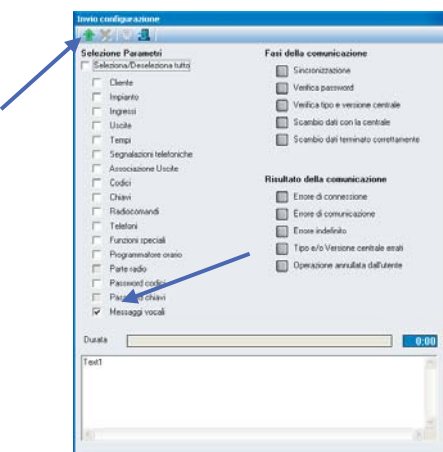 Invio configurazione
Selezione Parametri
Seleziona/Deseleziona tutto
Cliente
Impianto
Ingressi
Uscite
Tempi
Segnalazioni telefoniche
Associazione Uscite
Codici
Chiavi
Radiocomandi
Telefoni
Funzioni speciali
Programmatore orario
Parte radio
Password codici
Password chiavi
Messaggi vocali
Fasi della comunicazione
Sincronizzazione
Verifica password
Verifica tipo e versione centrale
Scambio dati con la centrale
Scambio dati terminato correttamente
Risultato della comunicazione
Errore di connessione
Errore di comunicazione
Errore indefinito
Tipo e/o Versione centrale errati
Operazione annullata dall'utente
Durata
0:00
Text1